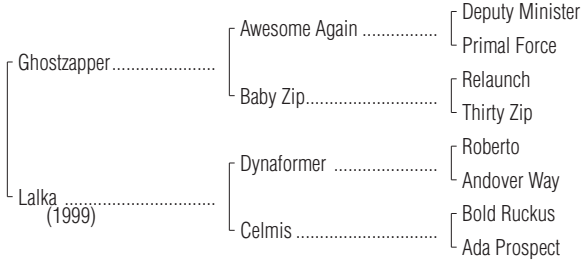 Deputy Minister
Awesome Again ................
Primal Force
Ghostzapper......................
Relaunch
Baby Zip............................
Thirty Zip
Roberto
Dynaformer ......................
Andover Way
Lalka ................................
(1999)
Bold Ruckus
Celmis ..............................
Ada Prospect